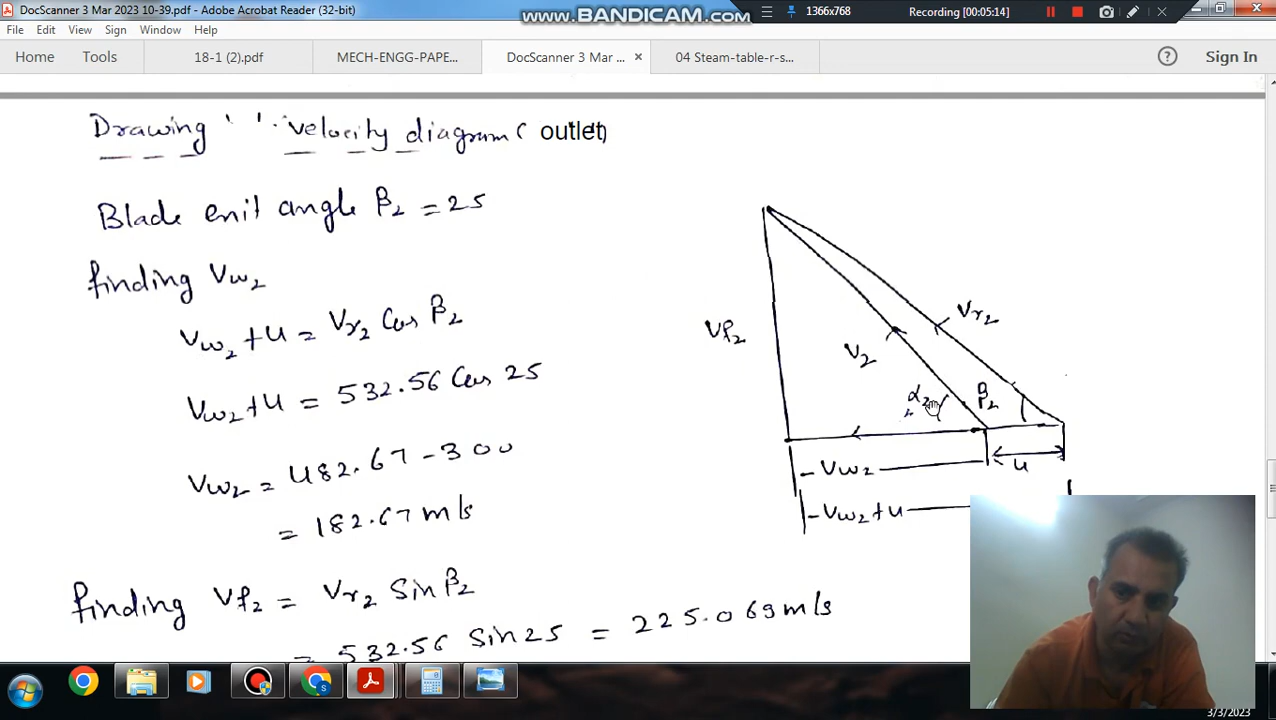 DocScanner 3 Mar 2023 10-39.pdf - Adobe Acrobat Reader (32-bit)
www.BANDICAM.com
1366x768
Recording [00:05:14]
File Edit View Sign Window Help
Home Tools 18-1 (2).pdf MECH-ENGG-PAPE... DocScanner 3 Mar ... × 04 Steam-table-r-s... ? Sign In
Drawing velocity diagram ( outlet)
Blade enit angle β₂ = 25
finding Vw₂
Vw₂ + u = Vr₂ Cos β₂
Vw₂ + u = 532.56 Cos 25
Vw₂ = 482.67 - 300
= 182.67 m/s
finding Vf₂ = Vr₂ Sin β₂
= 532.56 Sin 25 = 225.069 m/s
Vr₂
Vf₂
V₂
α₂
β₂
Vw₂
u
Vw₂ + u
3/3/2023